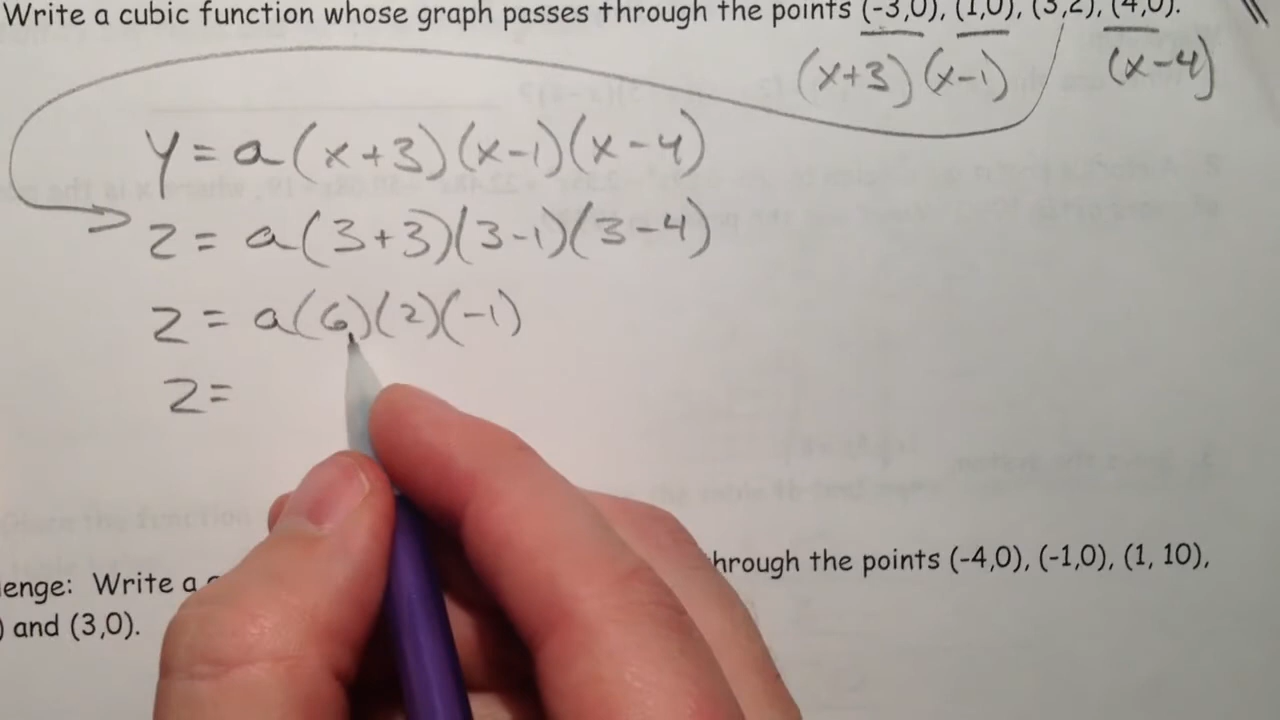 Write a cubic function whose graph passes through the points (-3,0), (1,0), (3,2), (4,0).
(x+3) (x-1) (x-4)
y = a(x+3)(x-1)(x-4)
2 = a(3+3)(3-1)(3-4)
2 = a(6)(2)(-1)
2 =
enge: Write a hrough the points (-4,0), (-1,0), (1, 10),
) and (3,0).